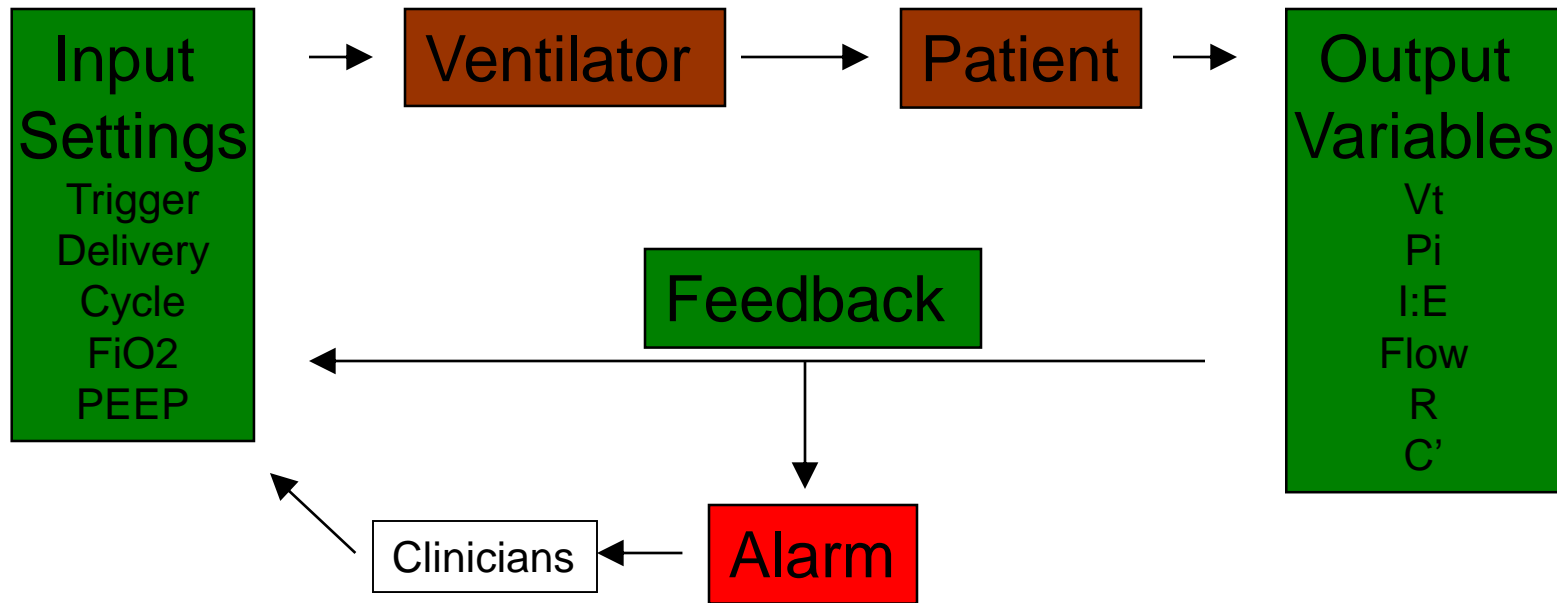 Input
Settings
Trigger
Delivery
Cycle
FiO2
PEEP
Ventilator
Patient
Output
Variables
Vt
Pi
I:E
Flow
R
C’
Feedback
Alarm
Clinicians